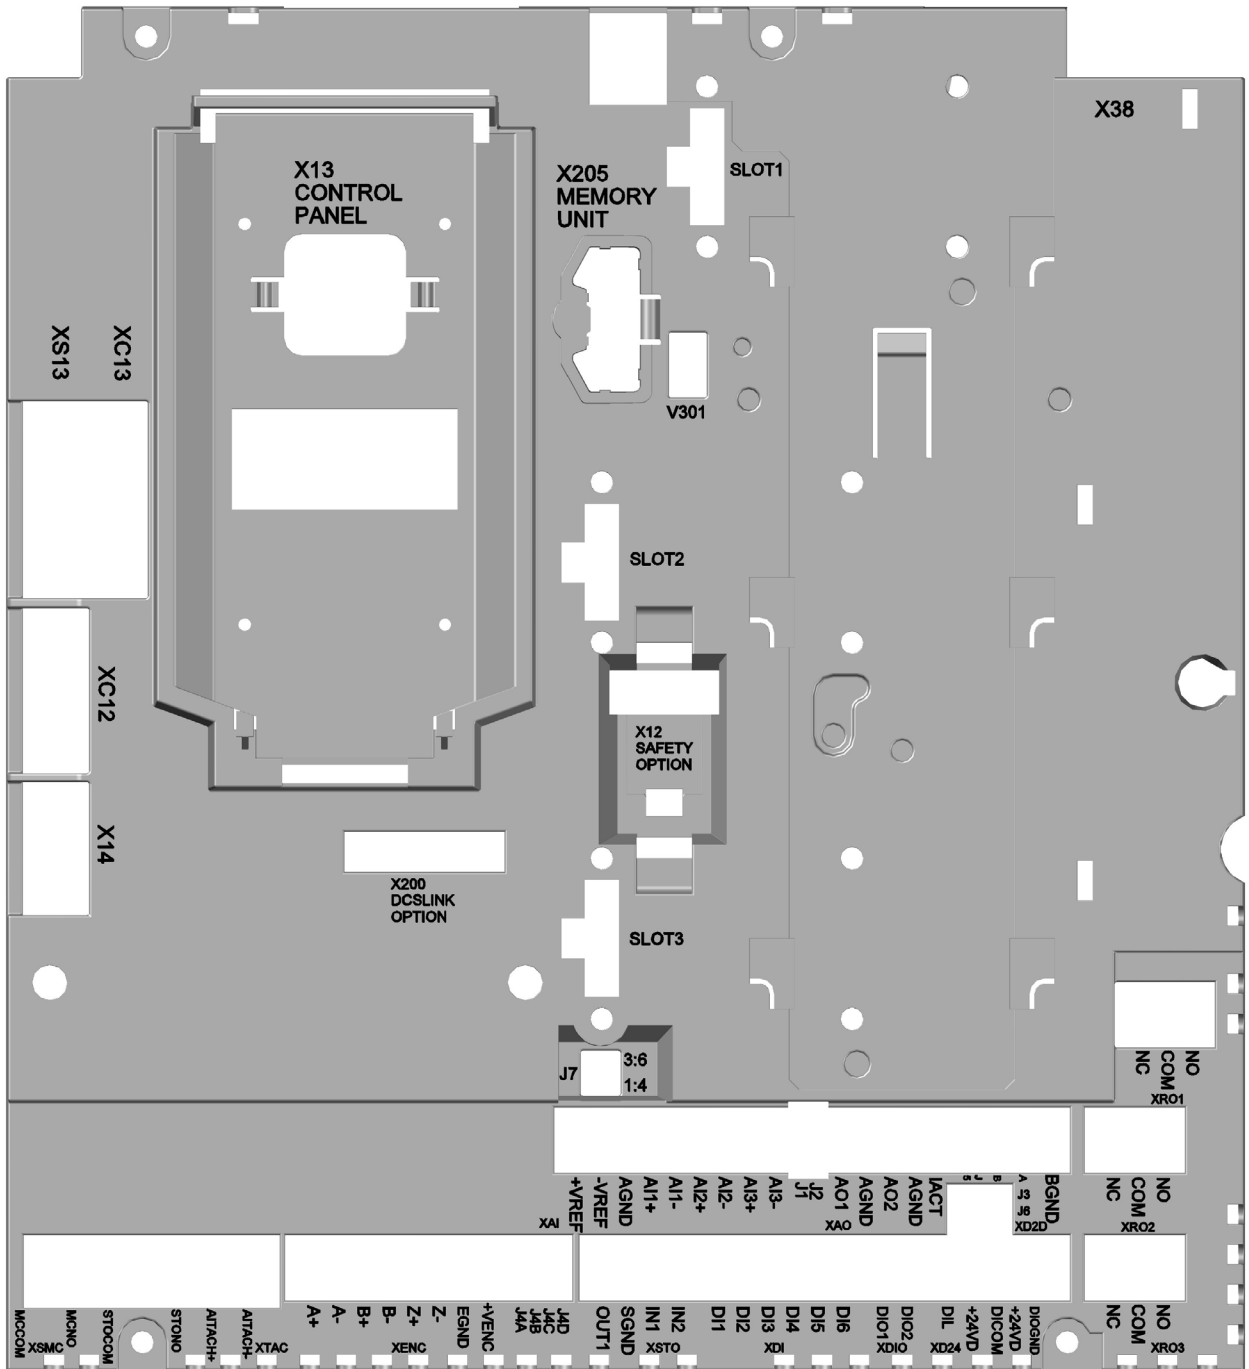 X38
X13
CONTROL
PANEL
X205
MEMORY
UNIT
SLOT1
XS13
XC13
V301
SLOT2
XC12
X12
SAFETY
OPTION
X14
X200
DCSLINK
OPTION
SLOT3
J7
3:6
1:4
NC
COM
NO
XRO1
+VREF
-VREF
AGND
AI1+
AI1-
AI2+
AI2-
AI3+
AI3-
J1
J2
AO1
AGND
AO2
AGND
IACT
5
J
B
A
J3
J6
BGND
XAI
XAO
XD2D
NC
COM
NO
XRO2
MCCOM
MCNO
STOCOM
STONO
AITACH+
AITACH-
A+
A-
B+
B-
Z+
Z-
EGND
+VENC
J4A
J4B
J4C
J4D
OUT1
SGND
IN1
IN2
DI1
DI2
DI3
DI4
DI5
DI6
DIO1
DIO2
DIL
+24VD
DICOM
+24VD
DIOGND
NC
COM
NO
XSMC
XTAC
XENC
XSTO
XDI
XDIO
XD24
XRO3